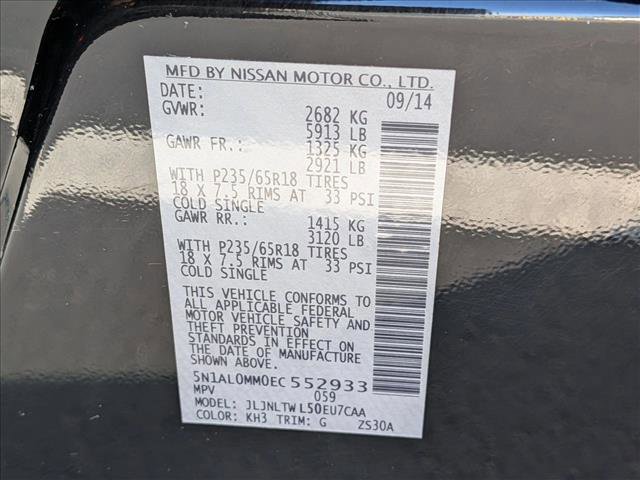 MFD BY NISSAN MOTOR CO., LTD.
DATE: 09/14
GVWR: 2682 KG
5913 LB
GAWR FR.: 1325 KG
2921 LB
WITH P235/65R18 TIRES
18 X 7.5 RIMS AT 33 PSI
COLD SINGLE
GAWR RR.: 1415 KG
3120 LB
WITH P235/65R18 TIRES
18 X 7.5 RIMS AT 33 PSI
COLD SINGLE
THIS VEHICLE CONFORMS TO
ALL APPLICABLE FEDERAL
MOTOR VEHICLE SAFETY AND
THEFT PREVENTION
STANDARDS IN EFFECT ON
THE DATE OF MANUFACTURE
SHOWN ABOVE.
5N1AL0MM0EC552933
MPV 059
MODEL: JLJNLTWL50EU7CAA
COLOR: KH3 TRIM: G ZS30A